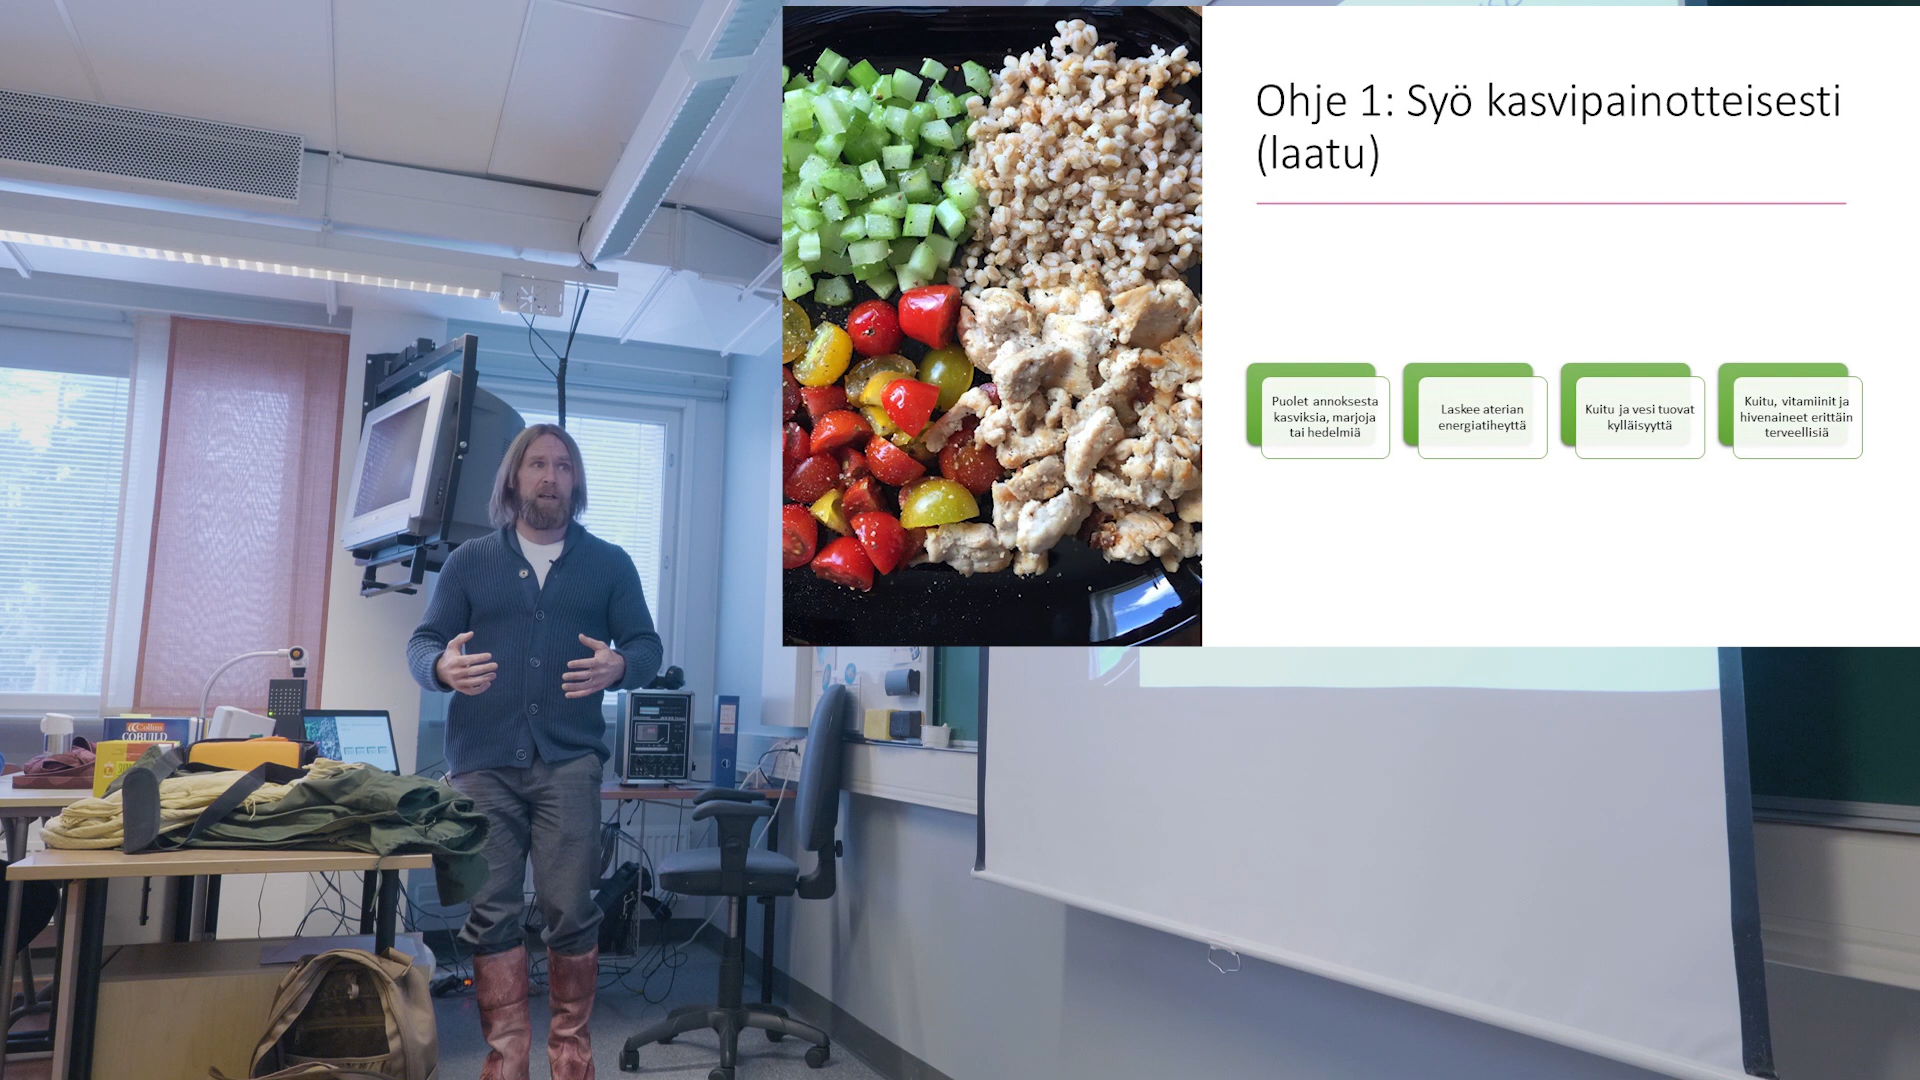 Ohje 1: Syö kasvipainotteisesti
(laatu)
Puolet annoksesta
kasviksia, marjoja
tai hedelmiä
Laskee aterian
energiatiheyttä
Kuitu ja vesi tuovat
kylläisyyttä
Kuitu, vitamiinit ja
hivenaineet erittäin
terveellisiä
Collins
COBUILD